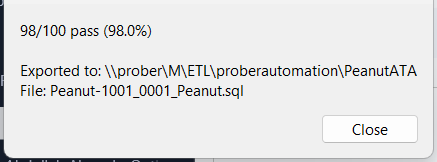 98/100 pass (98.0%)
Exported to: \\prober\M\ETL\proberautomation\PeanutATA
File: Peanut-1001_0001_Peanut.sql
Close